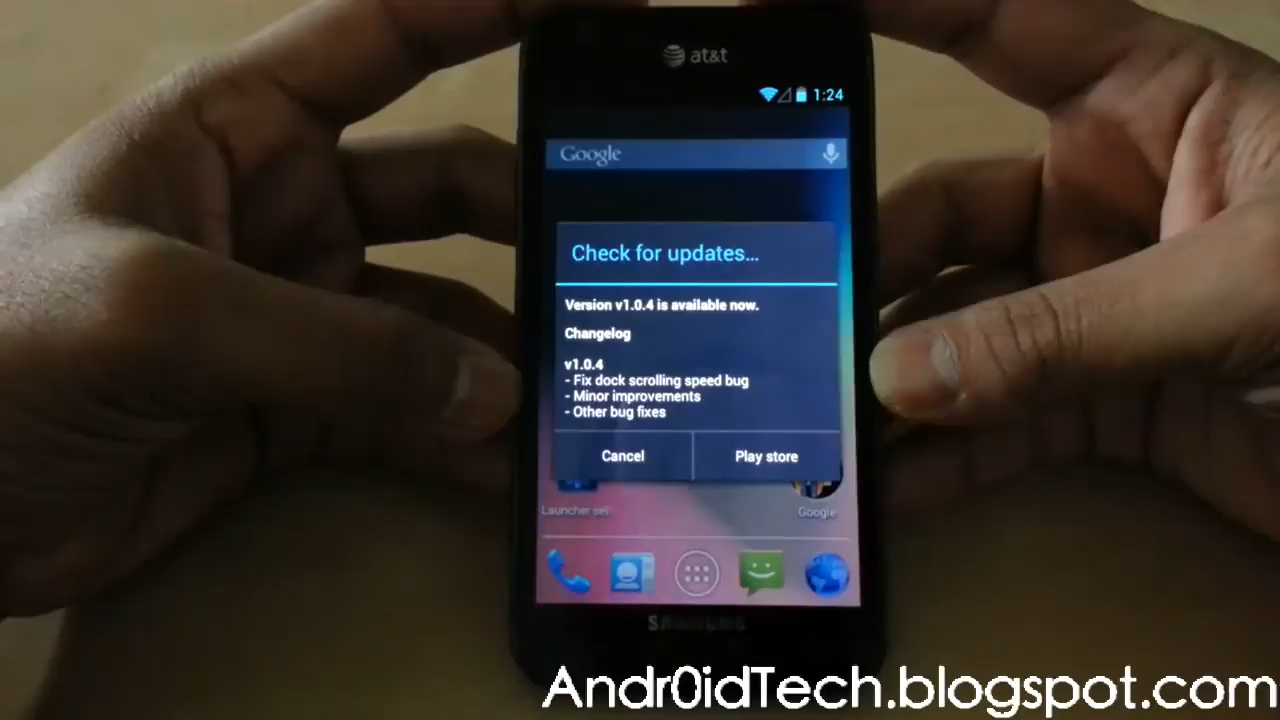 at&t
1:24
Google
Check for updates...
Version v1.0.4 is available now.
Changelog
v1.0.4
- Fix dock scrolling speed bug
- Minor improvements
- Other bug fixes
Cancel
Play store
Launcher set
Google
SAMSUNG
Andr0idTech.blogspot.com